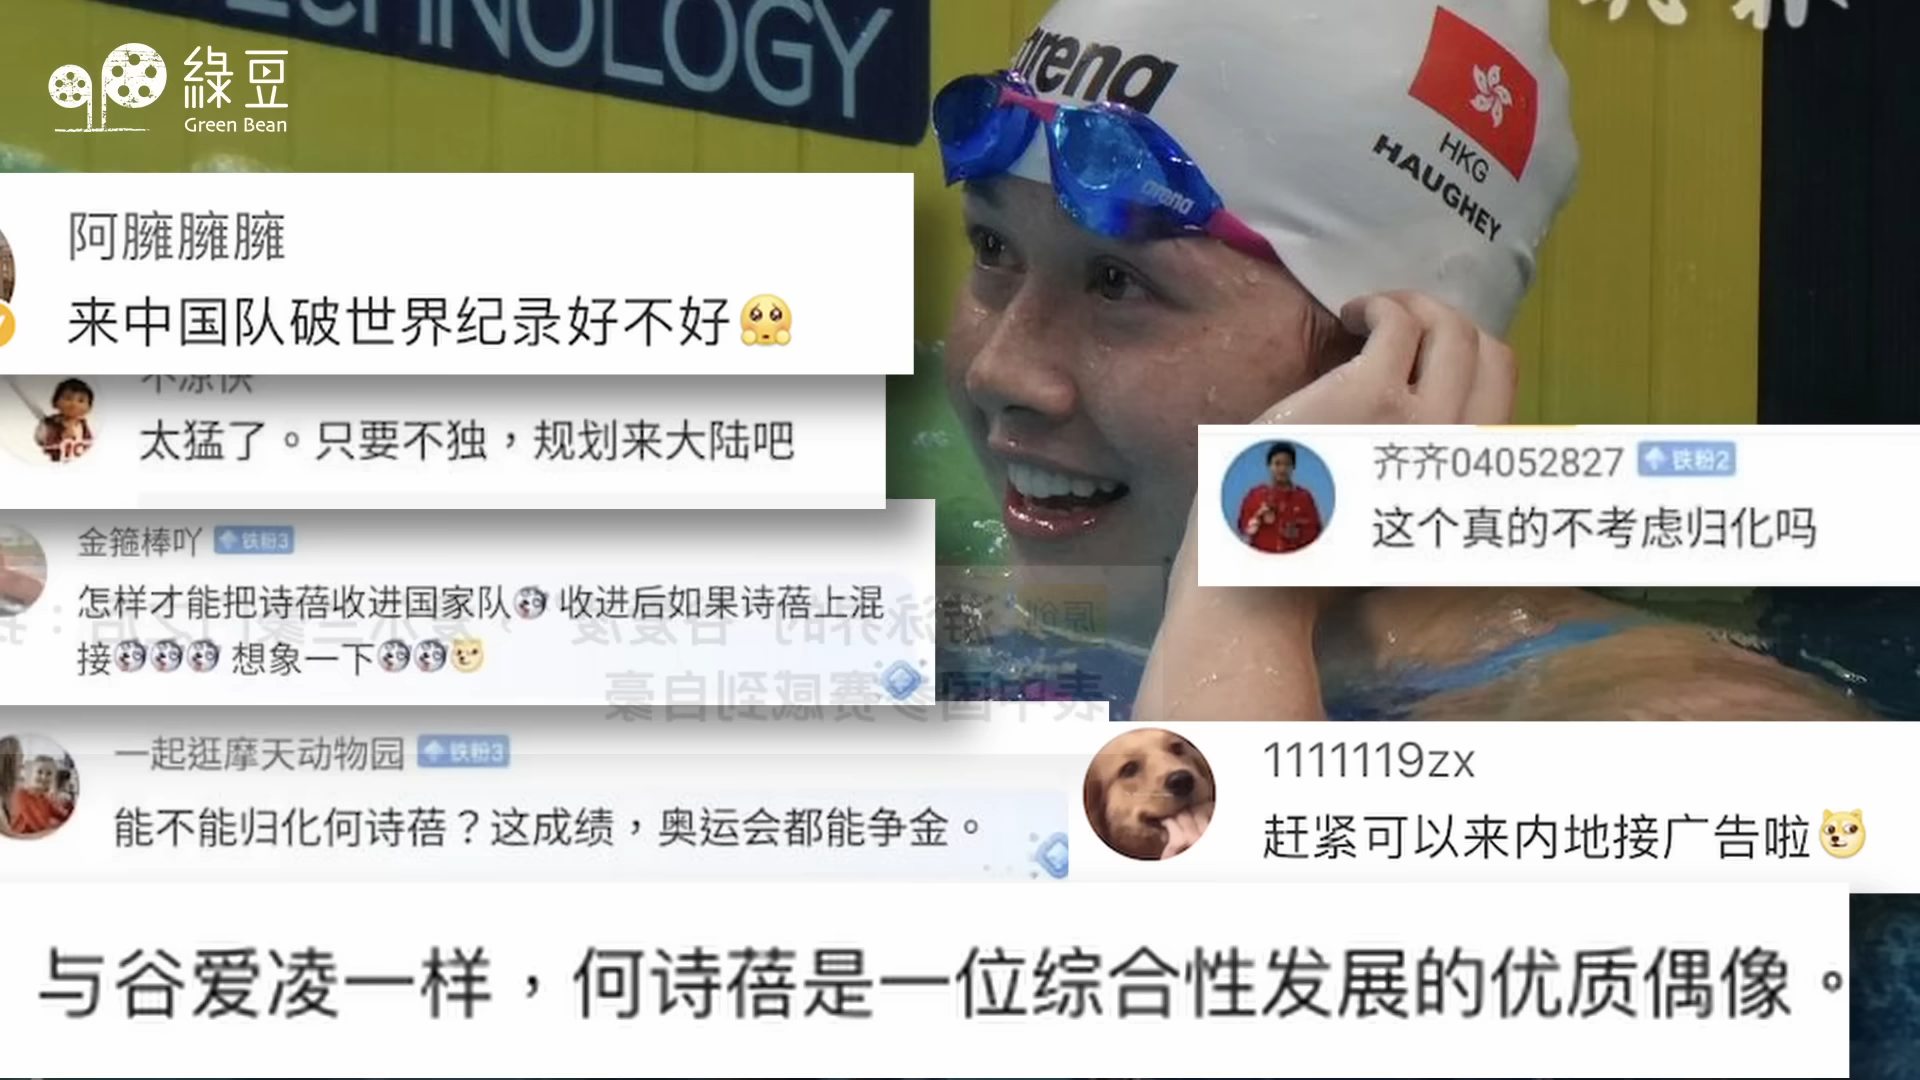 TECHNOLOGY
綠豆
Green Bean
arena
arena
HKG
HAUGHEY
阿臃臃臃
来中国队破世界纪录好不好🥺
不凉快
太猛了。只要不独，规划来大陆吧
金箍棒吖 铁粉3
怎样才能把诗蓓收进国家队 收进后如果诗蓓上混
接 想象一下
一起逛摩天动物园 铁粉3
能不能归化何诗蓓？这成绩，奥运会都能争金。
齐齐04052827 铁粉2
这个真的不考虑归化吗
1111119zx
赶紧可以来内地接广告啦
与谷爱凌一样，何诗蓓是一位综合性发展的优质偶像。